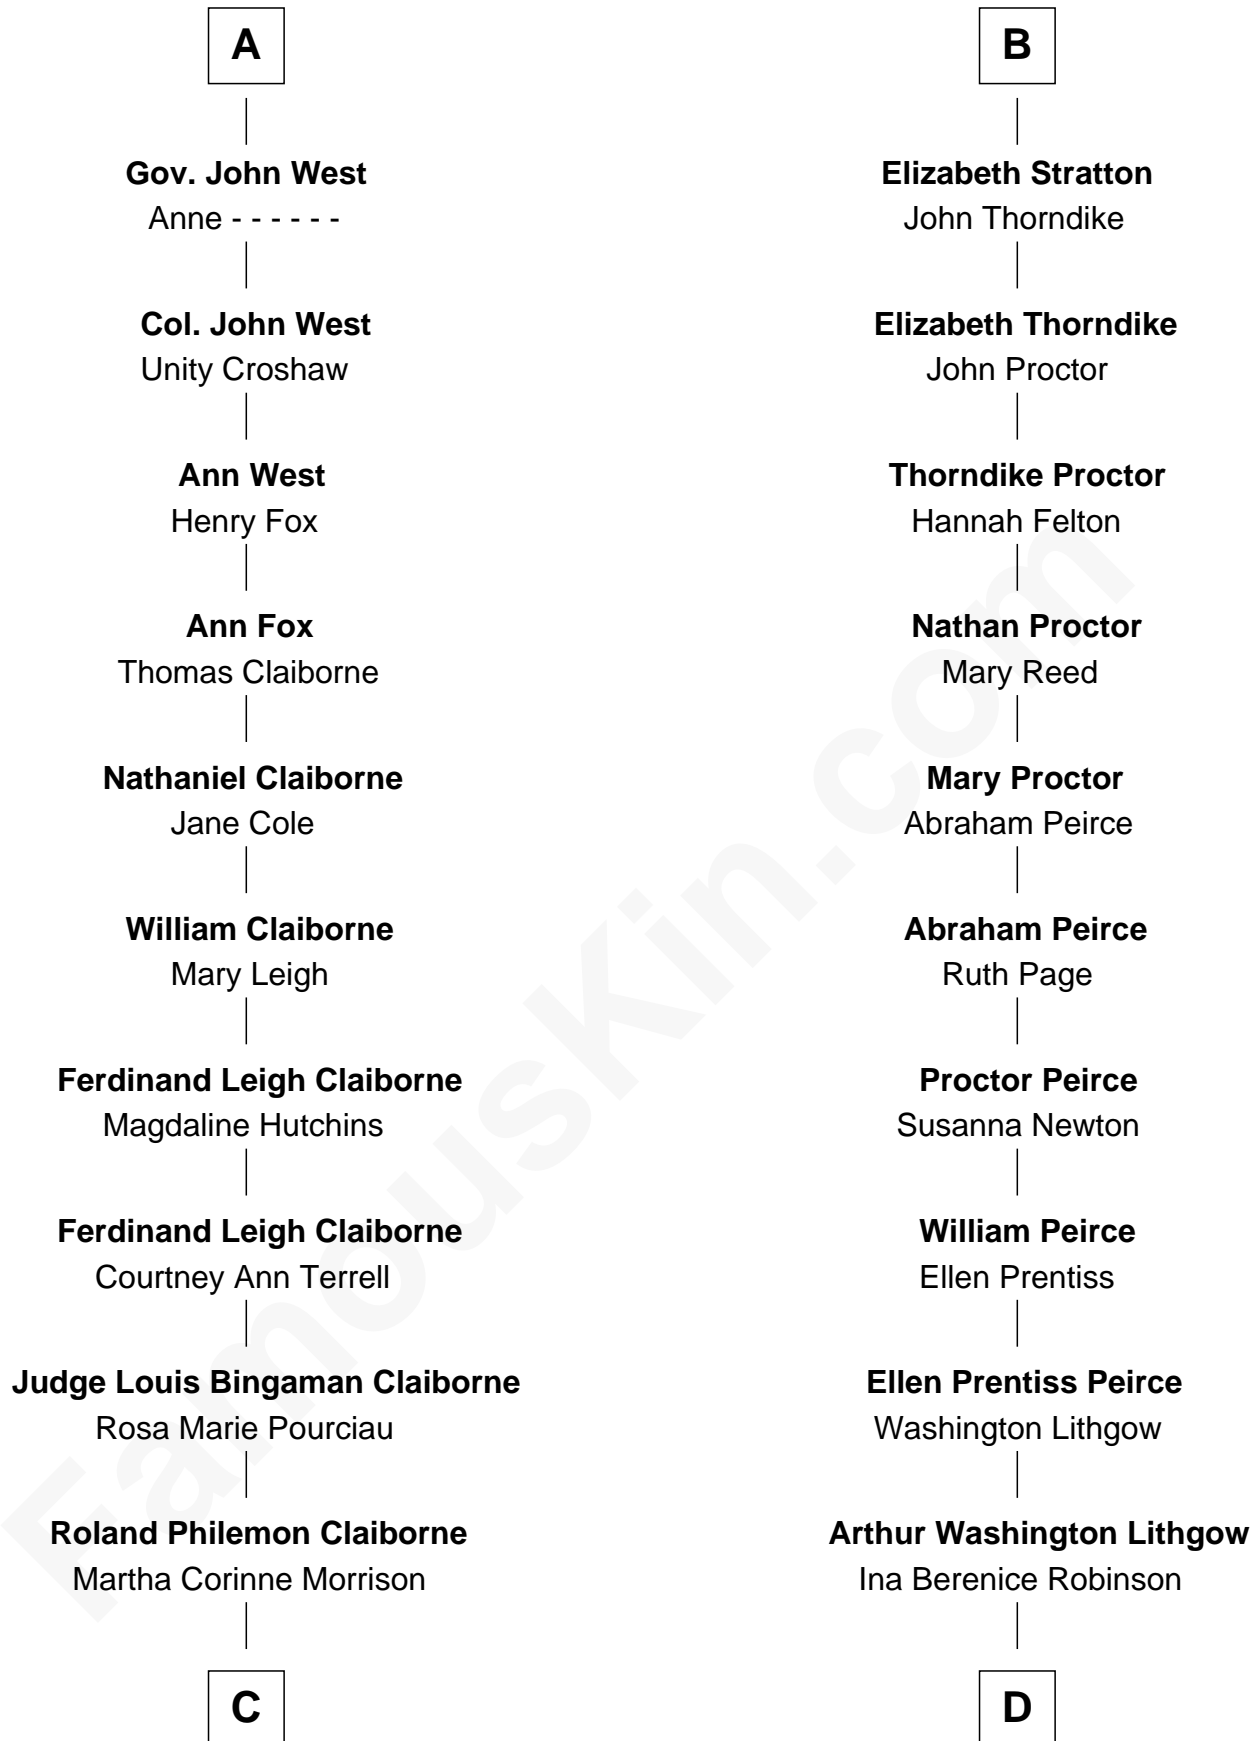 A
Gov. John West
Anne - - - - - -
Col. John West
Unity Croshaw
Ann West
Henry Fox
Ann Fox
Thomas Claiborne
Nathaniel Claiborne
Jane Cole
William Claiborne
Mary Leigh
Ferdinand Leigh Claiborne
Magdaline Hutchins
Ferdinand Leigh Claiborne
Courtney Ann Terrell
Judge Louis Bingaman Claiborne
Rosa Marie Pourciau
Roland Philemon Claiborne
Martha Corinne Morrison
C
B
Elizabeth Stratton
John Thorndike
Elizabeth Thorndike
John Proctor
Thorndike Proctor
Hannah Felton
Nathan Proctor
Mary Reed
Mary Proctor
Abraham Peirce
Abraham Peirce
Ruth Page
Proctor Peirce
Susanna Newton
William Peirce
Ellen Prentiss
Ellen Prentiss Peirce
Washington Lithgow
Arthur Washington Lithgow
Ina Berenice Robinson
D
FamousKin.com